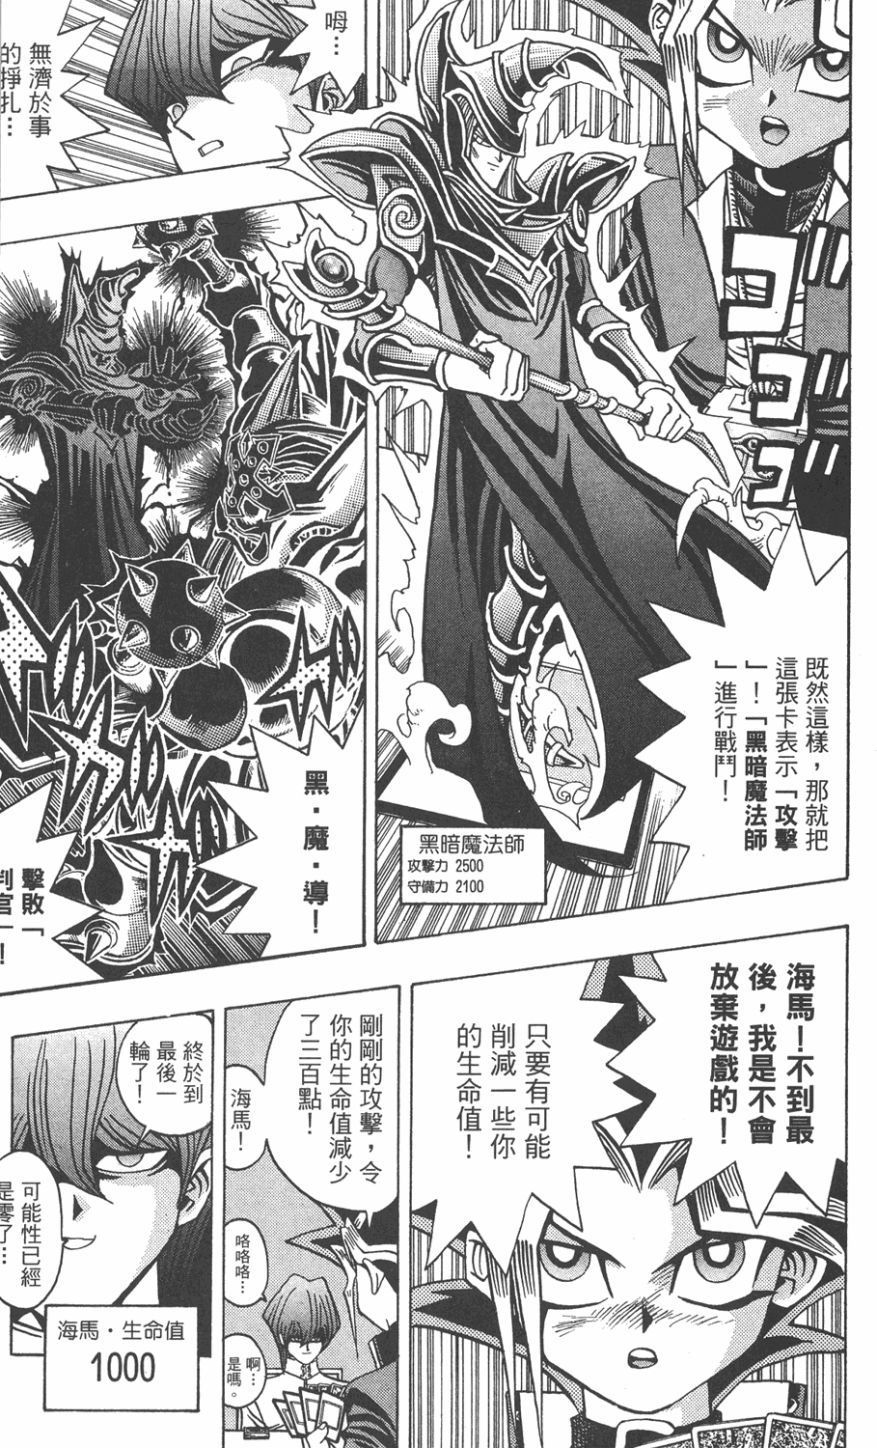 既然這樣，那就把
這張卡表示「攻擊
」！「黑暗魔法師
」進行戰鬥！
ゴゴゴ
黑暗魔法師
攻擊力 2500
守備力 2100
呣…
無濟於事
的掙扎…
黑・魔・導！
擊敗「
判官」！
海馬！不到最
後，我是不會
放棄遊戲的！
只要有可能
削減一些你
的生命值！
剛剛的攻擊，令
你的生命值減少
了三百點！
海馬！
咯咯咯…
啊…
是嗎。
終於到
最後一
輪了！
可能性已經
是零了…
海馬・生命值
1000